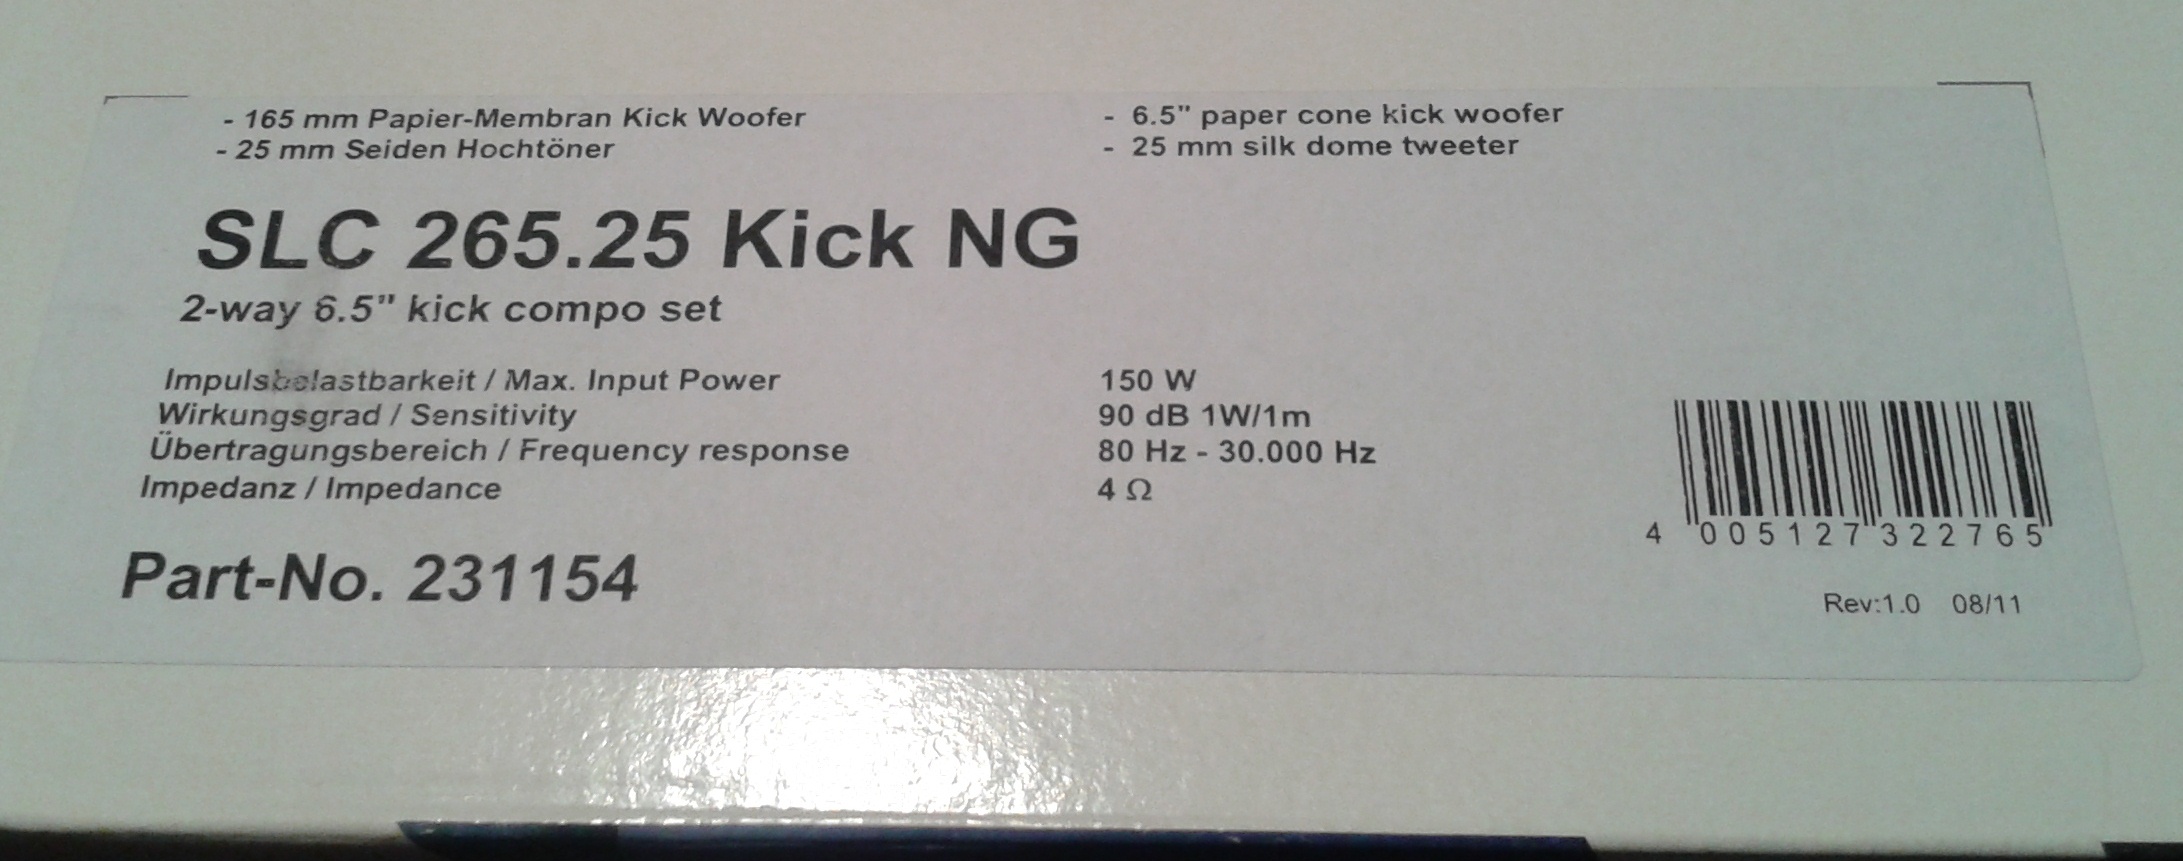 - 165 mm Papier-Membran Kick Woofer
- 25 mm Seiden Hochtöner
- 6.5" paper cone kick woofer
- 25 mm silk dome tweeter
SLC 265.25 Kick NG
2-way 6.5" kick compo set
Impulsbelastbarkeit / Max. Input Power 150 W
Wirkungsgrad / Sensitivity 90 dB 1W/1m
Übertragungsbereich / Frequency response 80 Hz - 30.000 Hz
Impedanz / Impedance 4 Ω
4 005127 322765
Part-No. 231154
Rev:1.0 08/11